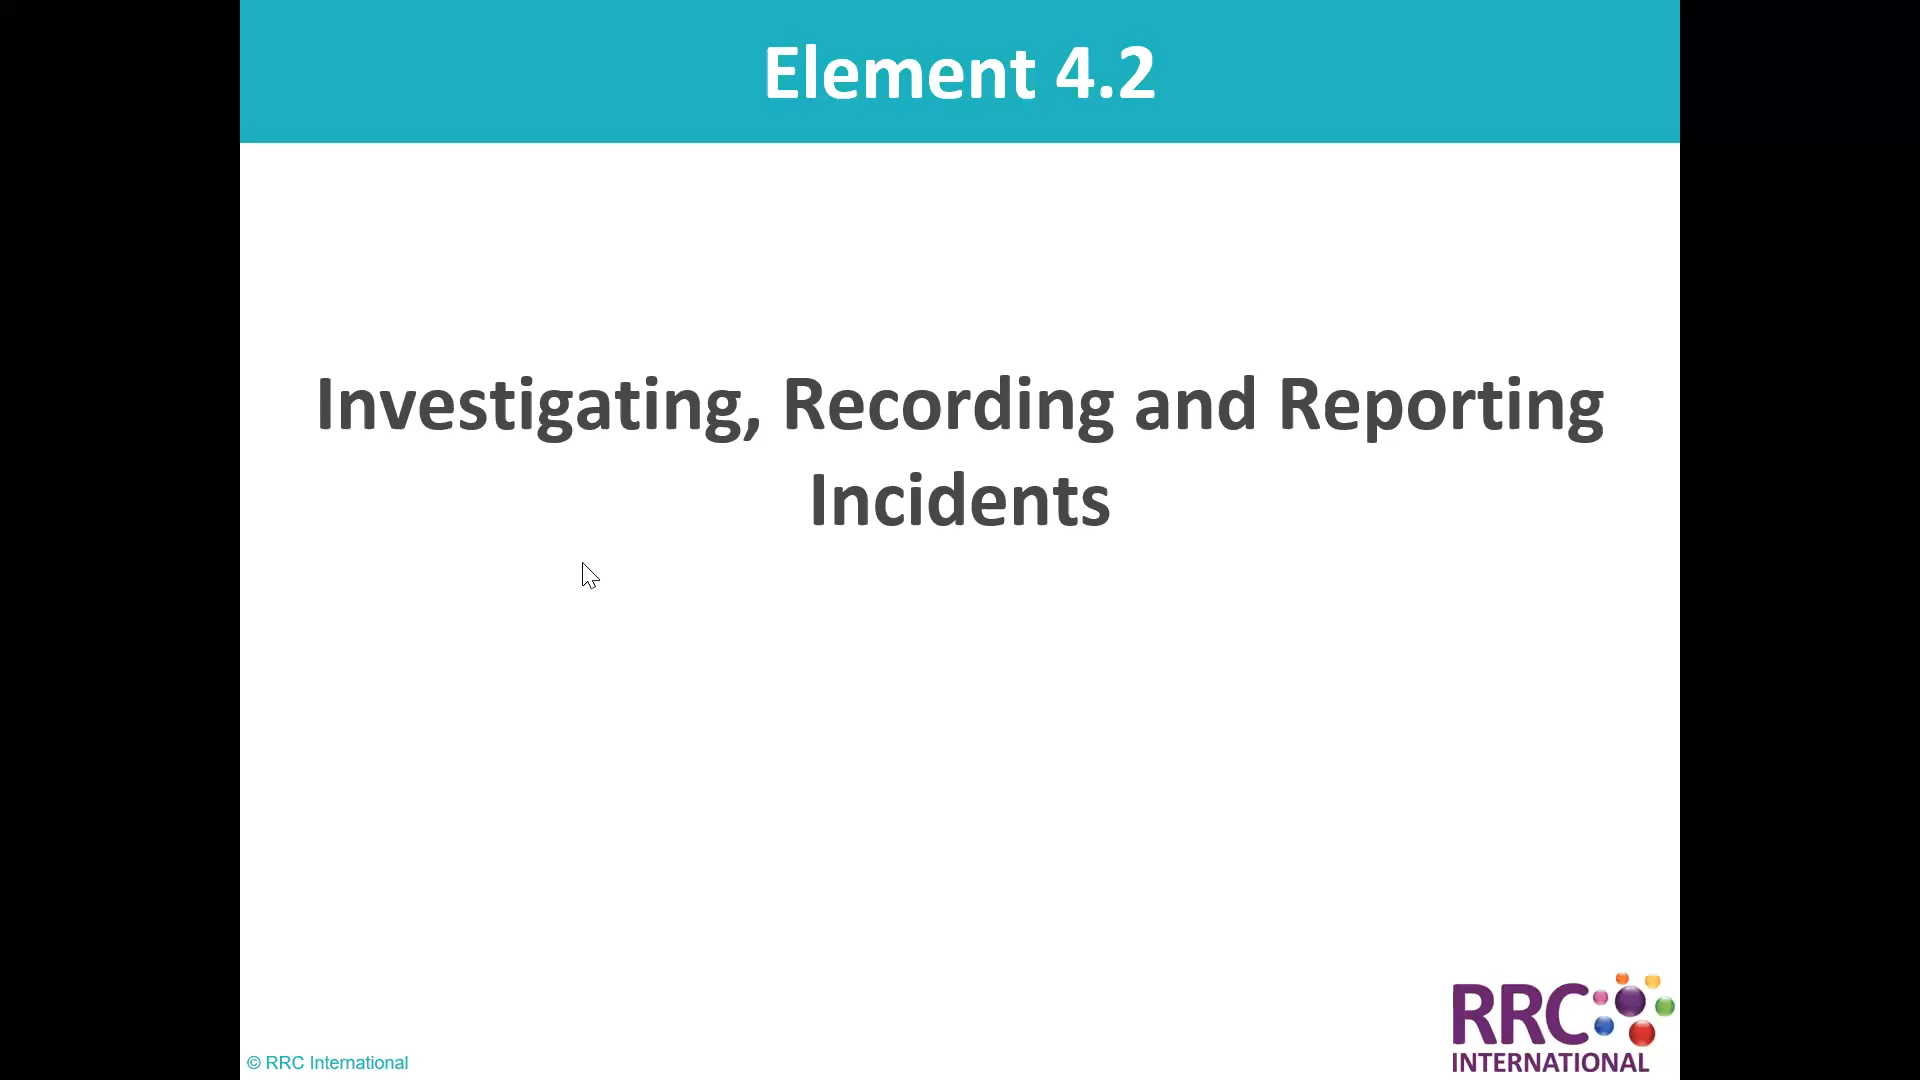 Element 4.2
Investigating, Recording and Reporting
Incidents
© RRC International
RRC
INTERNATIONAL